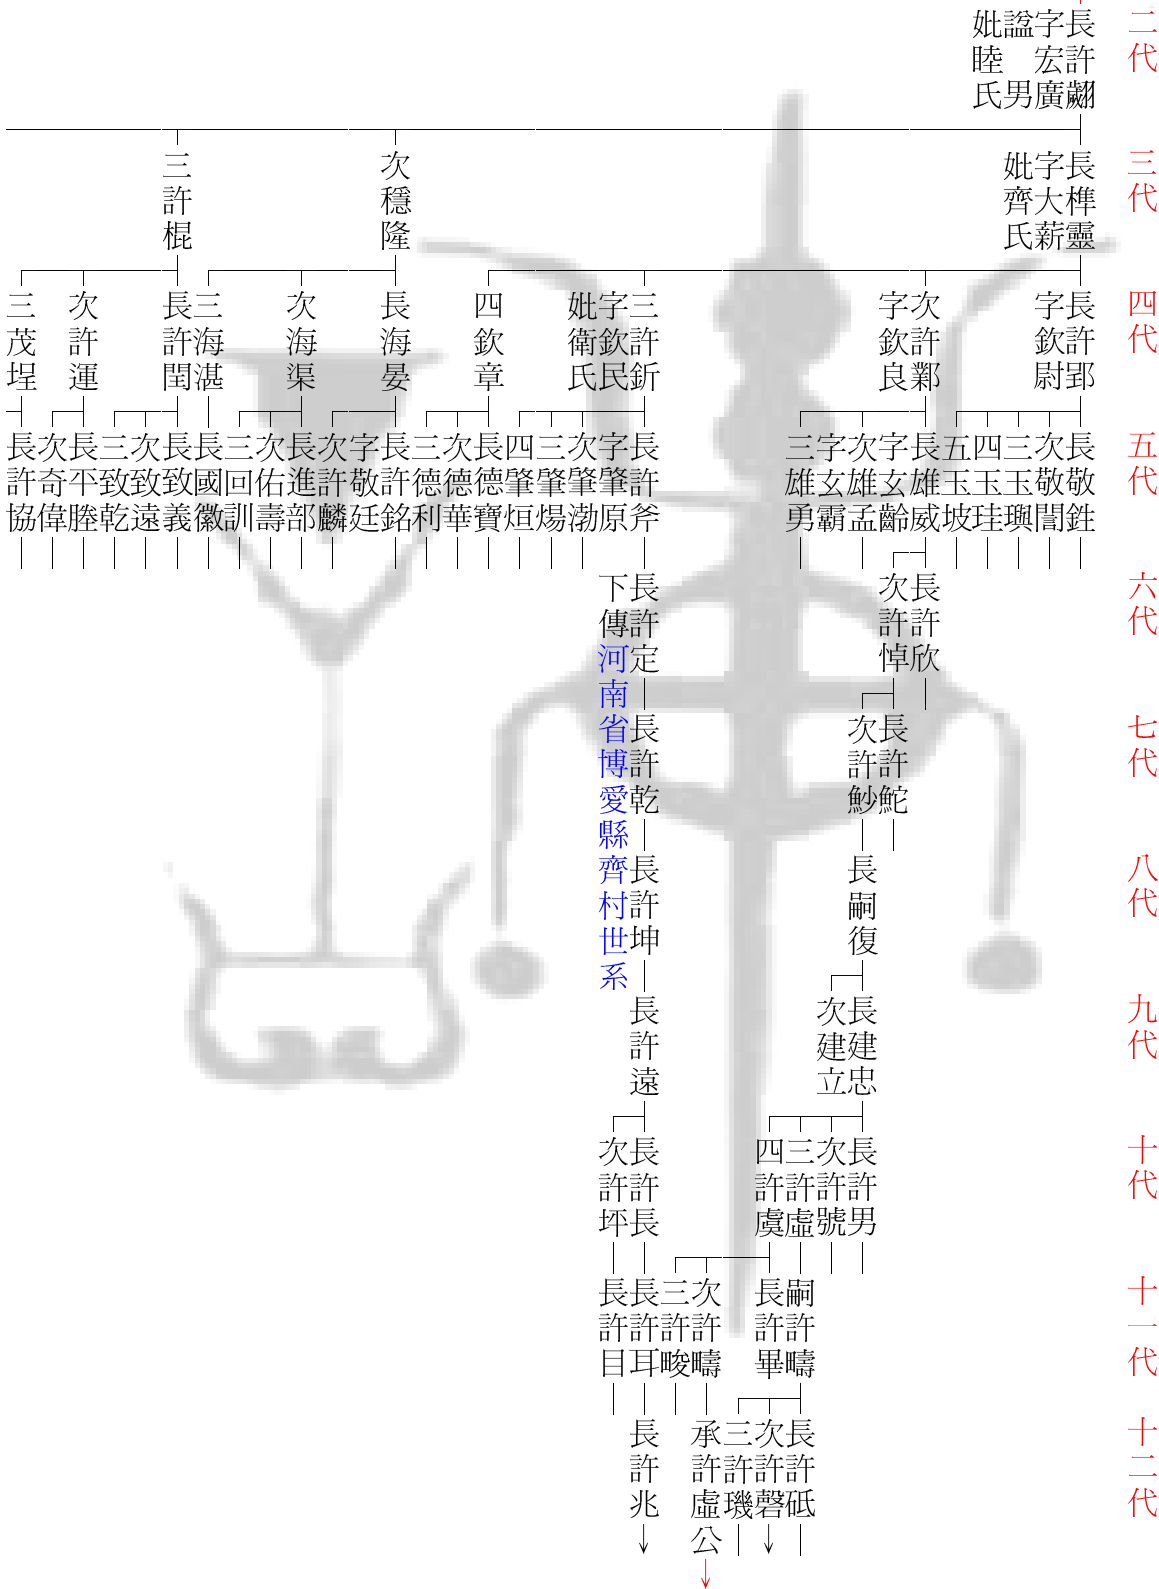 二代
長許翽
字宏廣
諡 男
妣睦氏
三代
長榫靈
字大薪
妣齊氏
次穩隆
三許棍
四代
長許郢
字欽尉
次許鄴
字欽良
三許釿
字欽民
妣衛氏
四欽章
長海晏
次海渠
三海湛
長許閏
次許運
三茂埕
五代
長敬銈
次敬誾
三玉璵
四玉珪
五玉坡
長雄威
字玄齡
次雄孟
字玄霸
三雄勇
長許斧
字肇原
次肇渤
三肇煬
四肇烜
長德寶
次德華
三德利
長許銘
字敬廷
次許麟
長進部
次佑壽
三回訓
長國徽
長致義
次致遠
三致乾
長平塍
次奇偉
長許協
六代
長許欣
次許悼
長許定
下傳河南省博愛縣齊村世系
七代
長許鮀
次許魦
長許乾
八代
長嗣復
長許坤
九代
長建忠
次建立
長許遠
十代
長許男
次許號
三許虛
四許虞
長許長
次許坪
十一代
嗣許疇
長許畢
次許疇
三許畯
長許耳
長許目
十二代
長許砥
次許磬
三許璣
承許虛公
長許兆